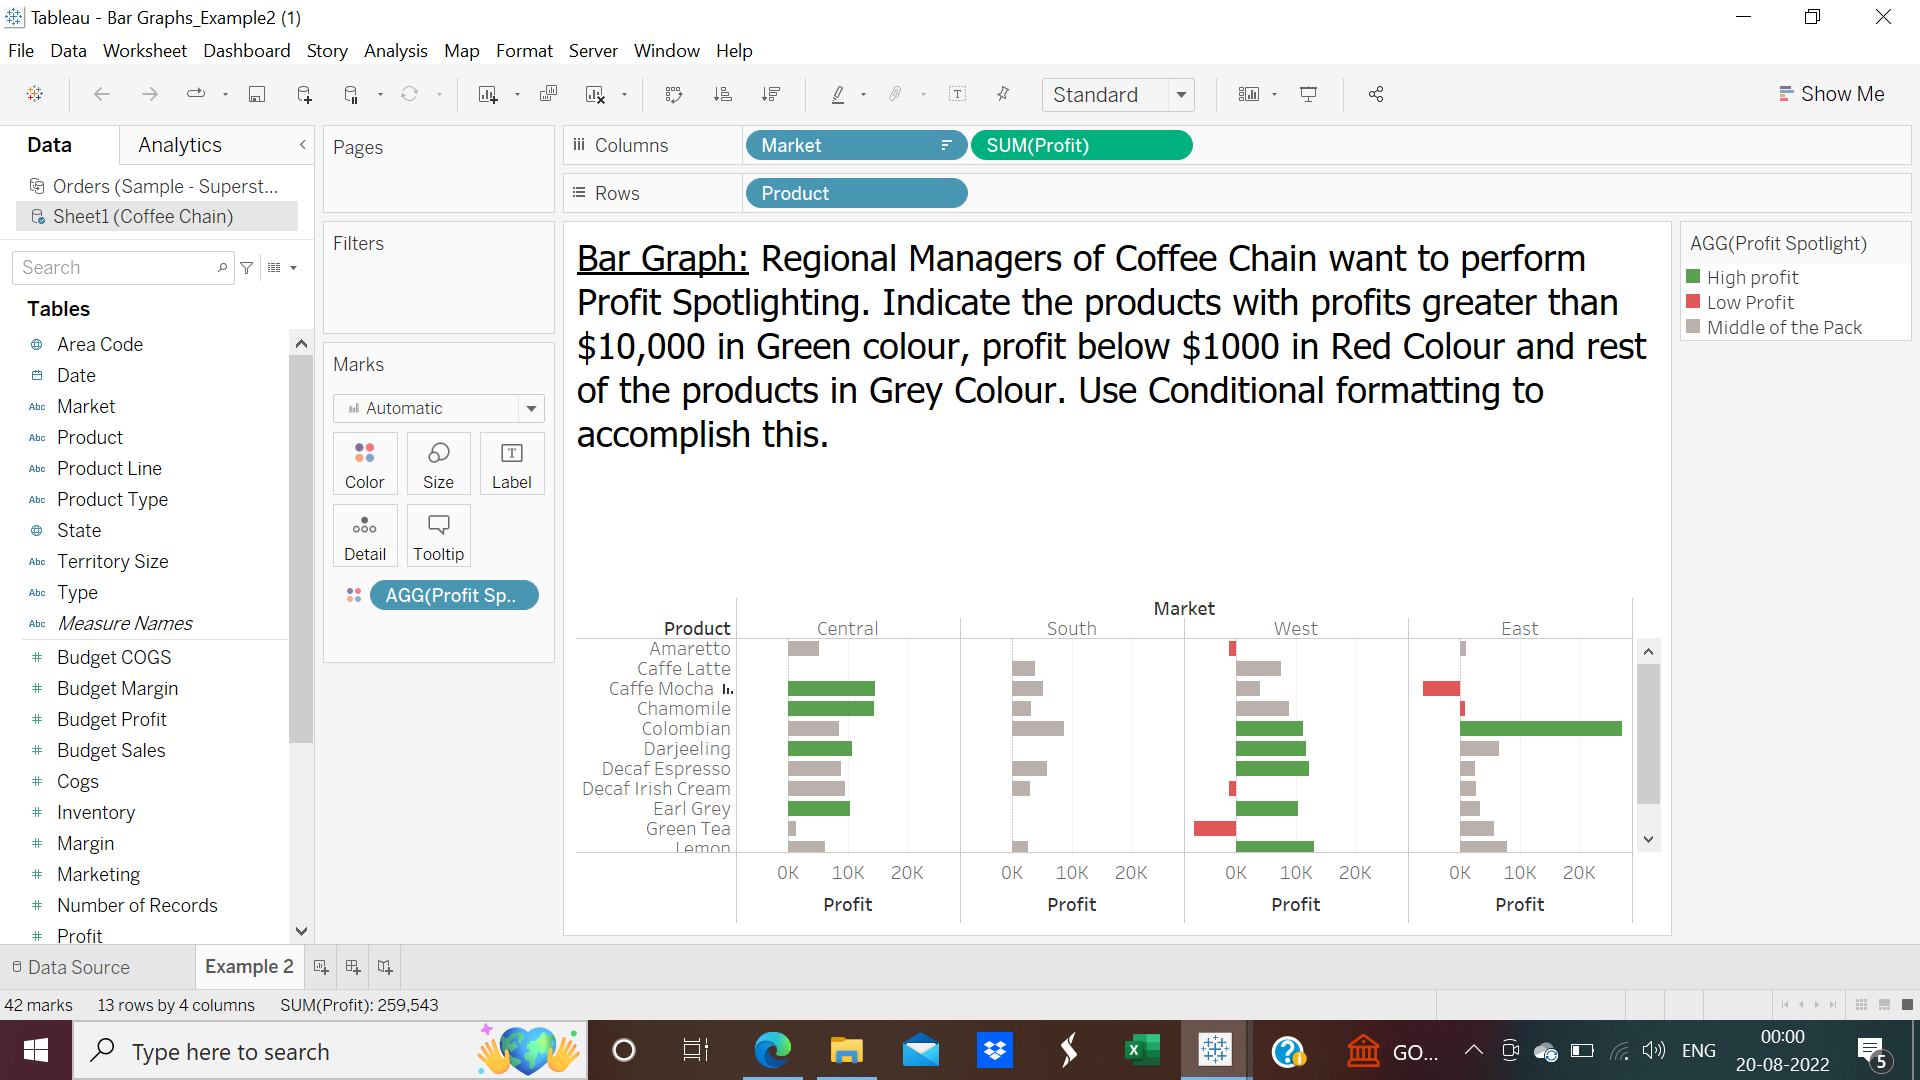 Tableau - Bar Graphs_Example2 (1)
File Data Worksheet Dashboard Story Analysis Map Format Server Window Help
Standard
Show Me
Data
Analytics
Orders (Sample - Superst...
Sheet1 (Coffee Chain)
Search
Tables
Area Code
Date
Abc Market
Abc Product
Abc Product Line
Abc Product Type
State
Abc Territory Size
Abc Type
Abc Measure Names
# Budget COGS
# Budget Margin
# Budget Profit
# Budget Sales
# Cogs
# Inventory
# Margin
# Marketing
# Number of Records
# Profit
Pages
Filters
Marks
Automatic
Color Size Label
Detail Tooltip
AGG(Profit Sp..
Columns Market SUM(Profit)
Rows Product
Bar Graph: Regional Managers of Coffee Chain want to perform
Profit Spotlighting. Indicate the products with profits greater than
$10,000 in Green colour, profit below $1000 in Red Colour and rest
of the products in Grey Colour. Use Conditional formatting to
accomplish this.
Market
Product Central South West East
Amaretto
Caffe Latte
Caffe Mocha
Chamomile
Colombian
Darjeeling
Decaf Espresso
Decaf Irish Cream
Earl Grey
Green Tea
Lemon
0K 10K 20K 0K 10K 20K 0K 10K 20K 0K 10K 20K
Profit Profit Profit Profit
AGG(Profit Spotlight)
High profit
Low Profit
Middle of the Pack
Data Source Example 2
42 marks 13 rows by 4 columns SUM(Profit): 259,543
Type here to search
GO...
ENG
00:00
20-08-2022
5